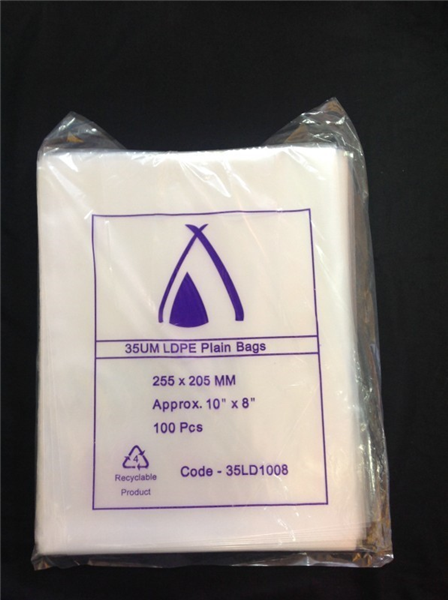 35UM LDPE Plain Bags
255 x 205 MM
Approx. 10" x 8"
100 Pcs
4
Recyclable
Product
Code - 35LD1008